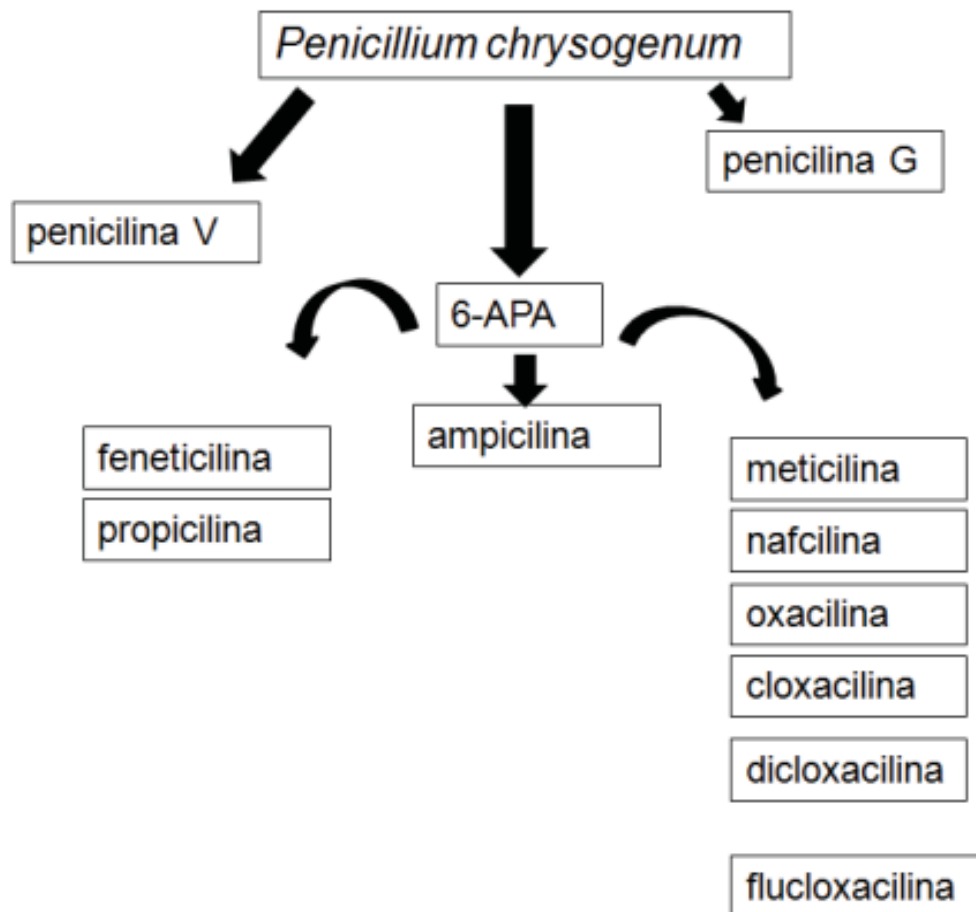 Penicillium chrysogenum
penicilina G
penicilina V
6-APA
ampicilina
feneticilina
propicilina
meticilina
nafcilina
oxacilina
cloxacilina
dicloxacilina
flucloxacilina